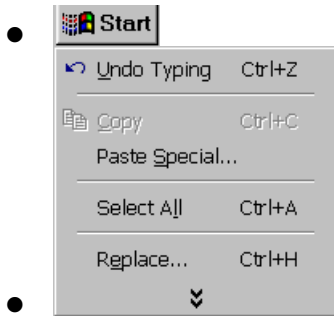 Start
Undo Typing Ctrl+Z
Copy Ctrl+C
Paste Special...
Select All Ctrl+A
Replace... Ctrl+H